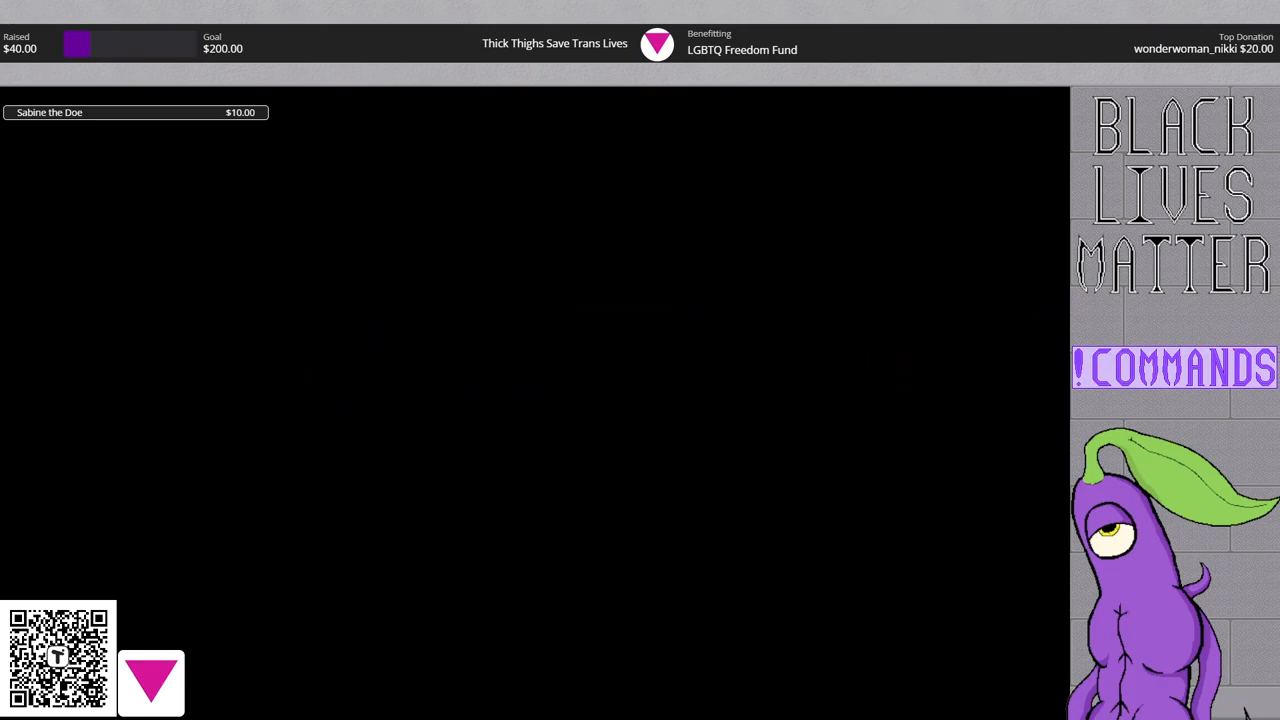 Raised
$40.00
Goal
$200.00
Thick Thighs Save Trans Lives
Benefitting
LGBTQ Freedom Fund
Top Donation
wonderwoman_nikki $20.00
Sabine the Doe $10.00
BLACK
LIVES
MATTER
!COMMANDS
T